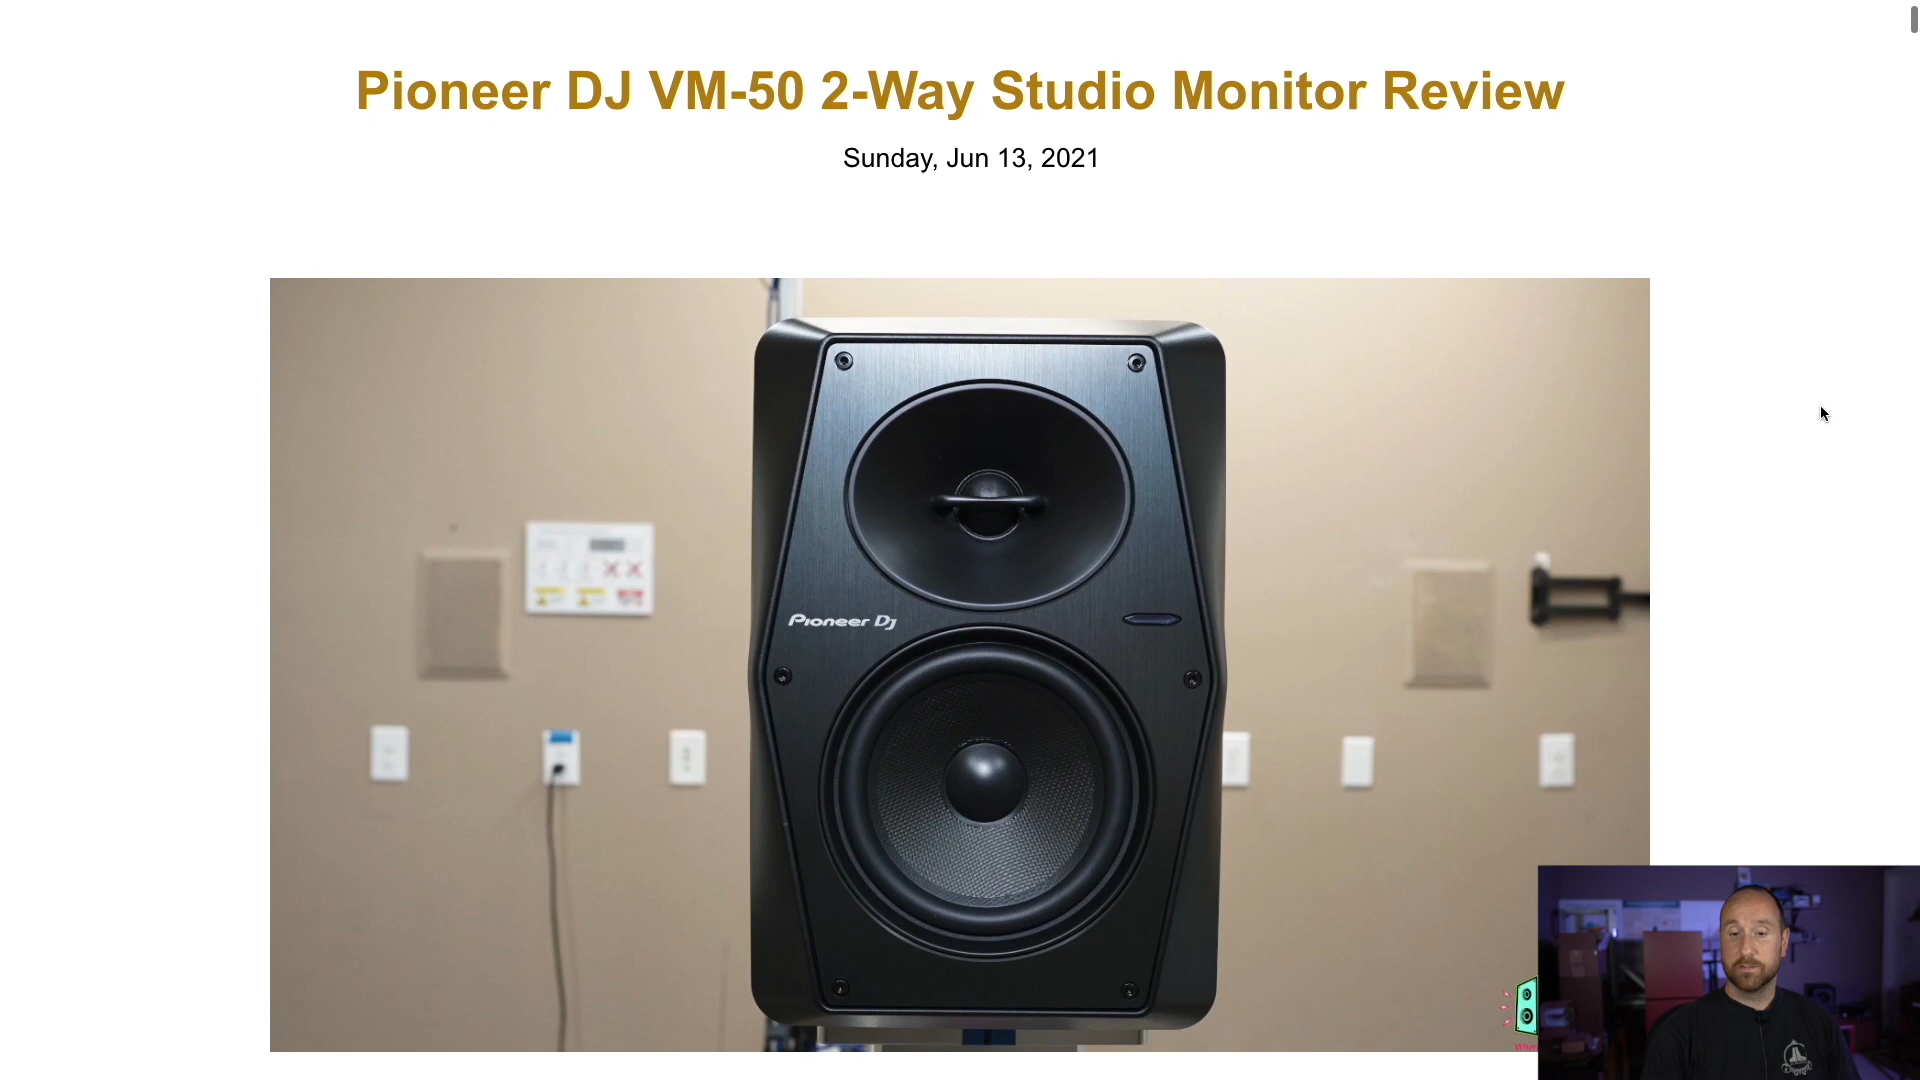 Pioneer DJ VM-50 2-Way Studio Monitor Review
Sunday, Jun 13, 2021
Pioneer Dj